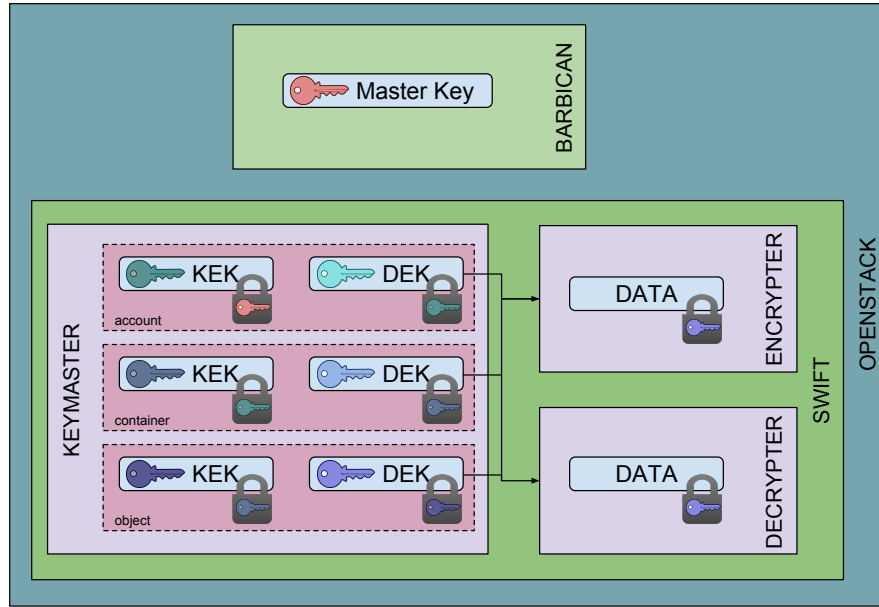 Master Key
BARBICAN
KEK
DEK
account
KEK
DEK
container
KEK
DEK
object
KEYMASTER
DATA
ENCRYPTER
DATA
DECRYPTER
SWIFT
OPENSTACK